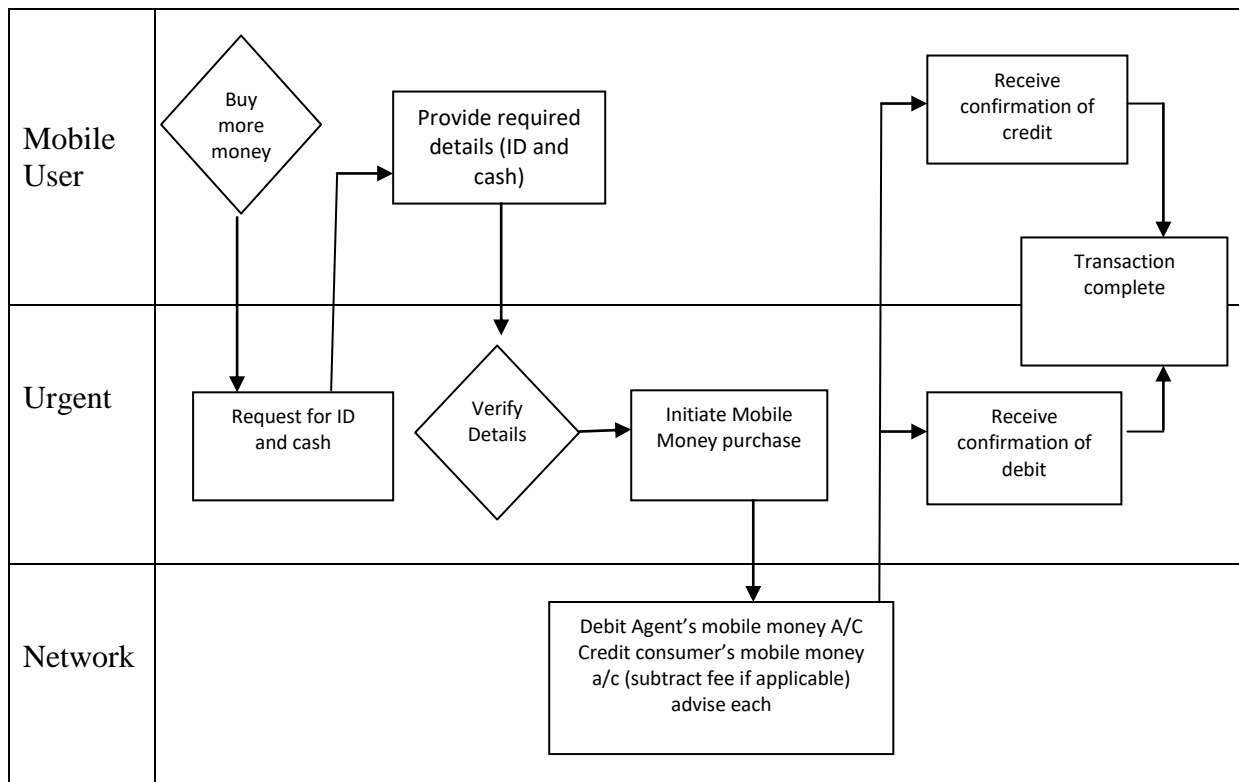 Mobile
User
Buy
more
money
Provide required
details (ID and
cash)
Receive
confirmation of
credit
Transaction
complete
Urgent
Request for ID
and cash
Verify
Details
Initiate Mobile
Money purchase
Receive
confirmation of
debit
Network
Debit Agent’s mobile money A/C
Credit consumer’s mobile money
a/c (subtract fee if applicable)
advise each